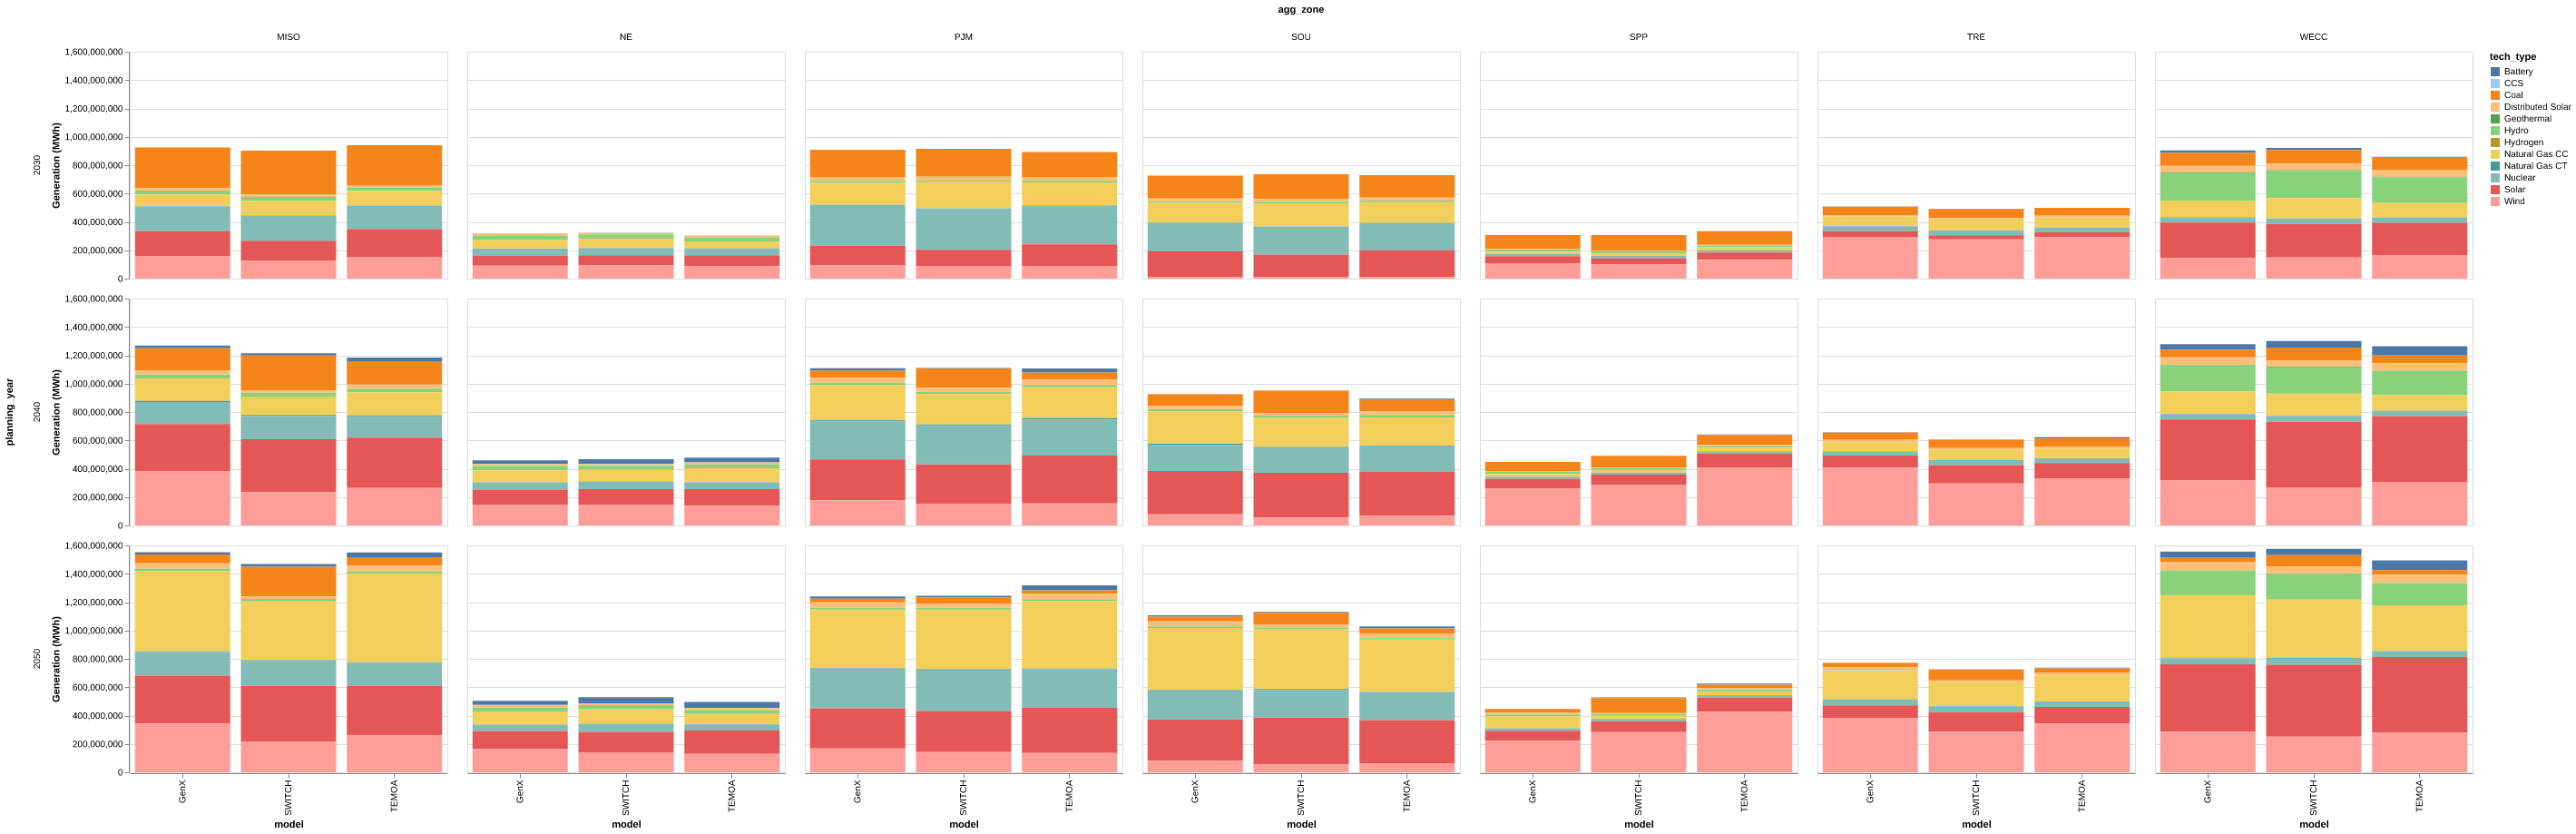 agg_zone
MISO NE PJM SOU SPP TRE WECC
tech_type
Battery
CCS
Coal
Distributed Solar
Geothermal
Hydro
Hydrogen
Natural Gas CC
Natural Gas CT
Nuclear
Solar
Wind
planning_year
2030
Generation (MWh)
1,600,000,000
1,400,000,000
1,200,000,000
1,000,000,000
800,000,000
600,000,000
400,000,000
200,000,000
0
2040
Generation (MWh)
1,600,000,000
1,400,000,000
1,200,000,000
1,000,000,000
800,000,000
600,000,000
400,000,000
200,000,000
0
2050
Generation (MWh)
1,600,000,000
1,400,000,000
1,200,000,000
1,000,000,000
800,000,000
600,000,000
400,000,000
200,000,000
0
GenX SWITCH TEMOA GenX SWITCH TEMOA GenX SWITCH TEMOA GenX SWITCH TEMOA GenX SWITCH TEMOA GenX SWITCH TEMOA GenX SWITCH TEMOA
model model model model model model model